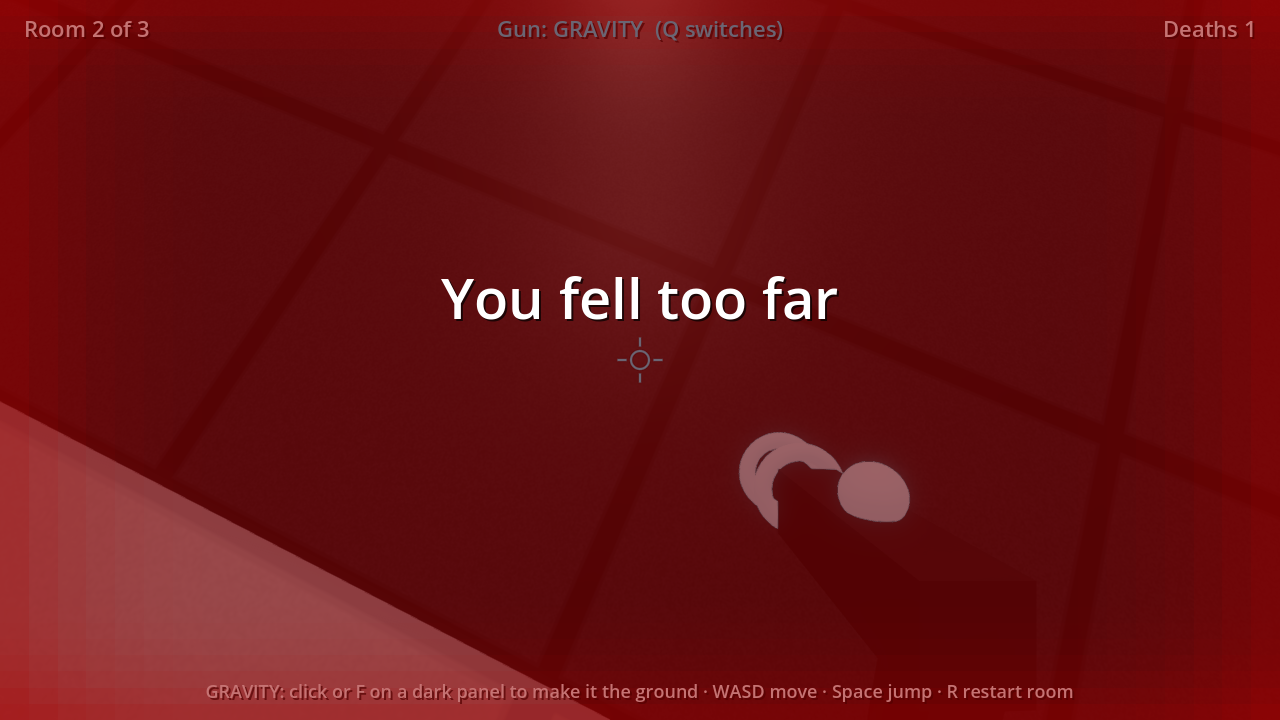 Room 2 of 3
Gun: GRAVITY (Q switches)
Deaths 1
You fell too far
GRAVITY: click or F on a dark panel to make it the ground · WASD move · Space jump · R restart room